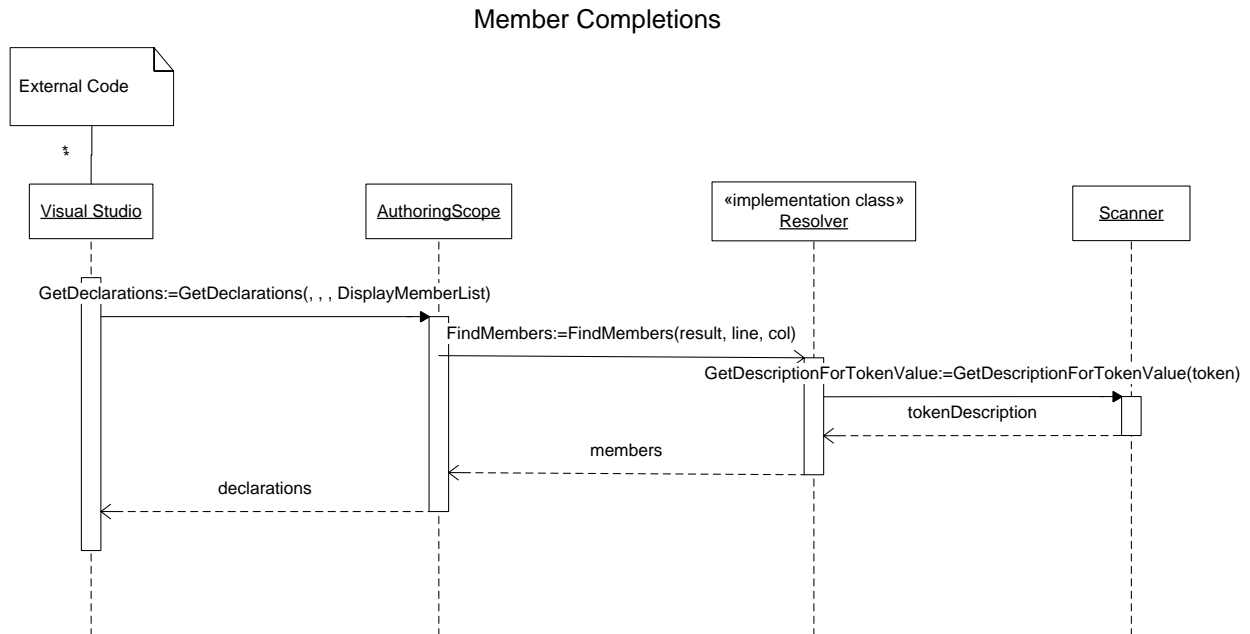 Member Completions
External Code
*
*
Visual Studio
AuthoringScope
«implementation class»
Resolver
Scanner
GetDeclarations:=GetDeclarations(, , , DisplayMemberList)
FindMembers:=FindMembers(result, line, col)
GetDescriptionForTokenValue:=GetDescriptionForTokenValue(token)
tokenDescription
members
declarations